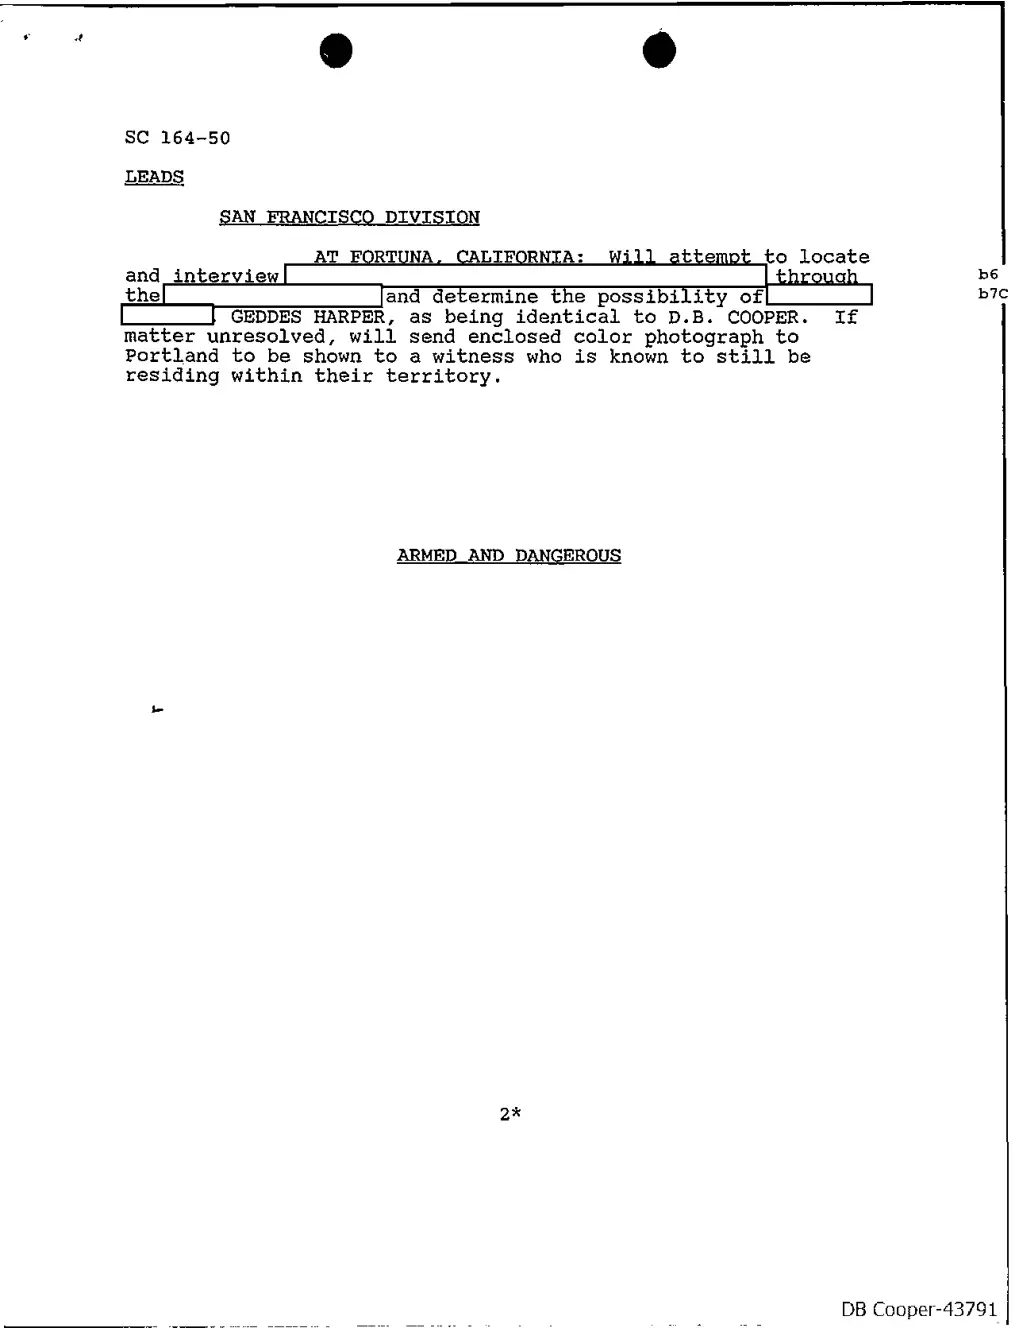 SC 164-50
LEADS
SAN FRANCISCO DIVISION
AT FORTUNA, CALIFORNIA: Will attempt to locate
and interview through
the and determine the possibility of
GEDDES HARPER, as being identical to D.B. COOPER. If
matter unresolved, will send enclosed color photograph to
Portland to be shown to a witness who is known to still be
residing within their territory.
b6
b7C
ARMED AND DANGEROUS
2*
DB Cooper-43791